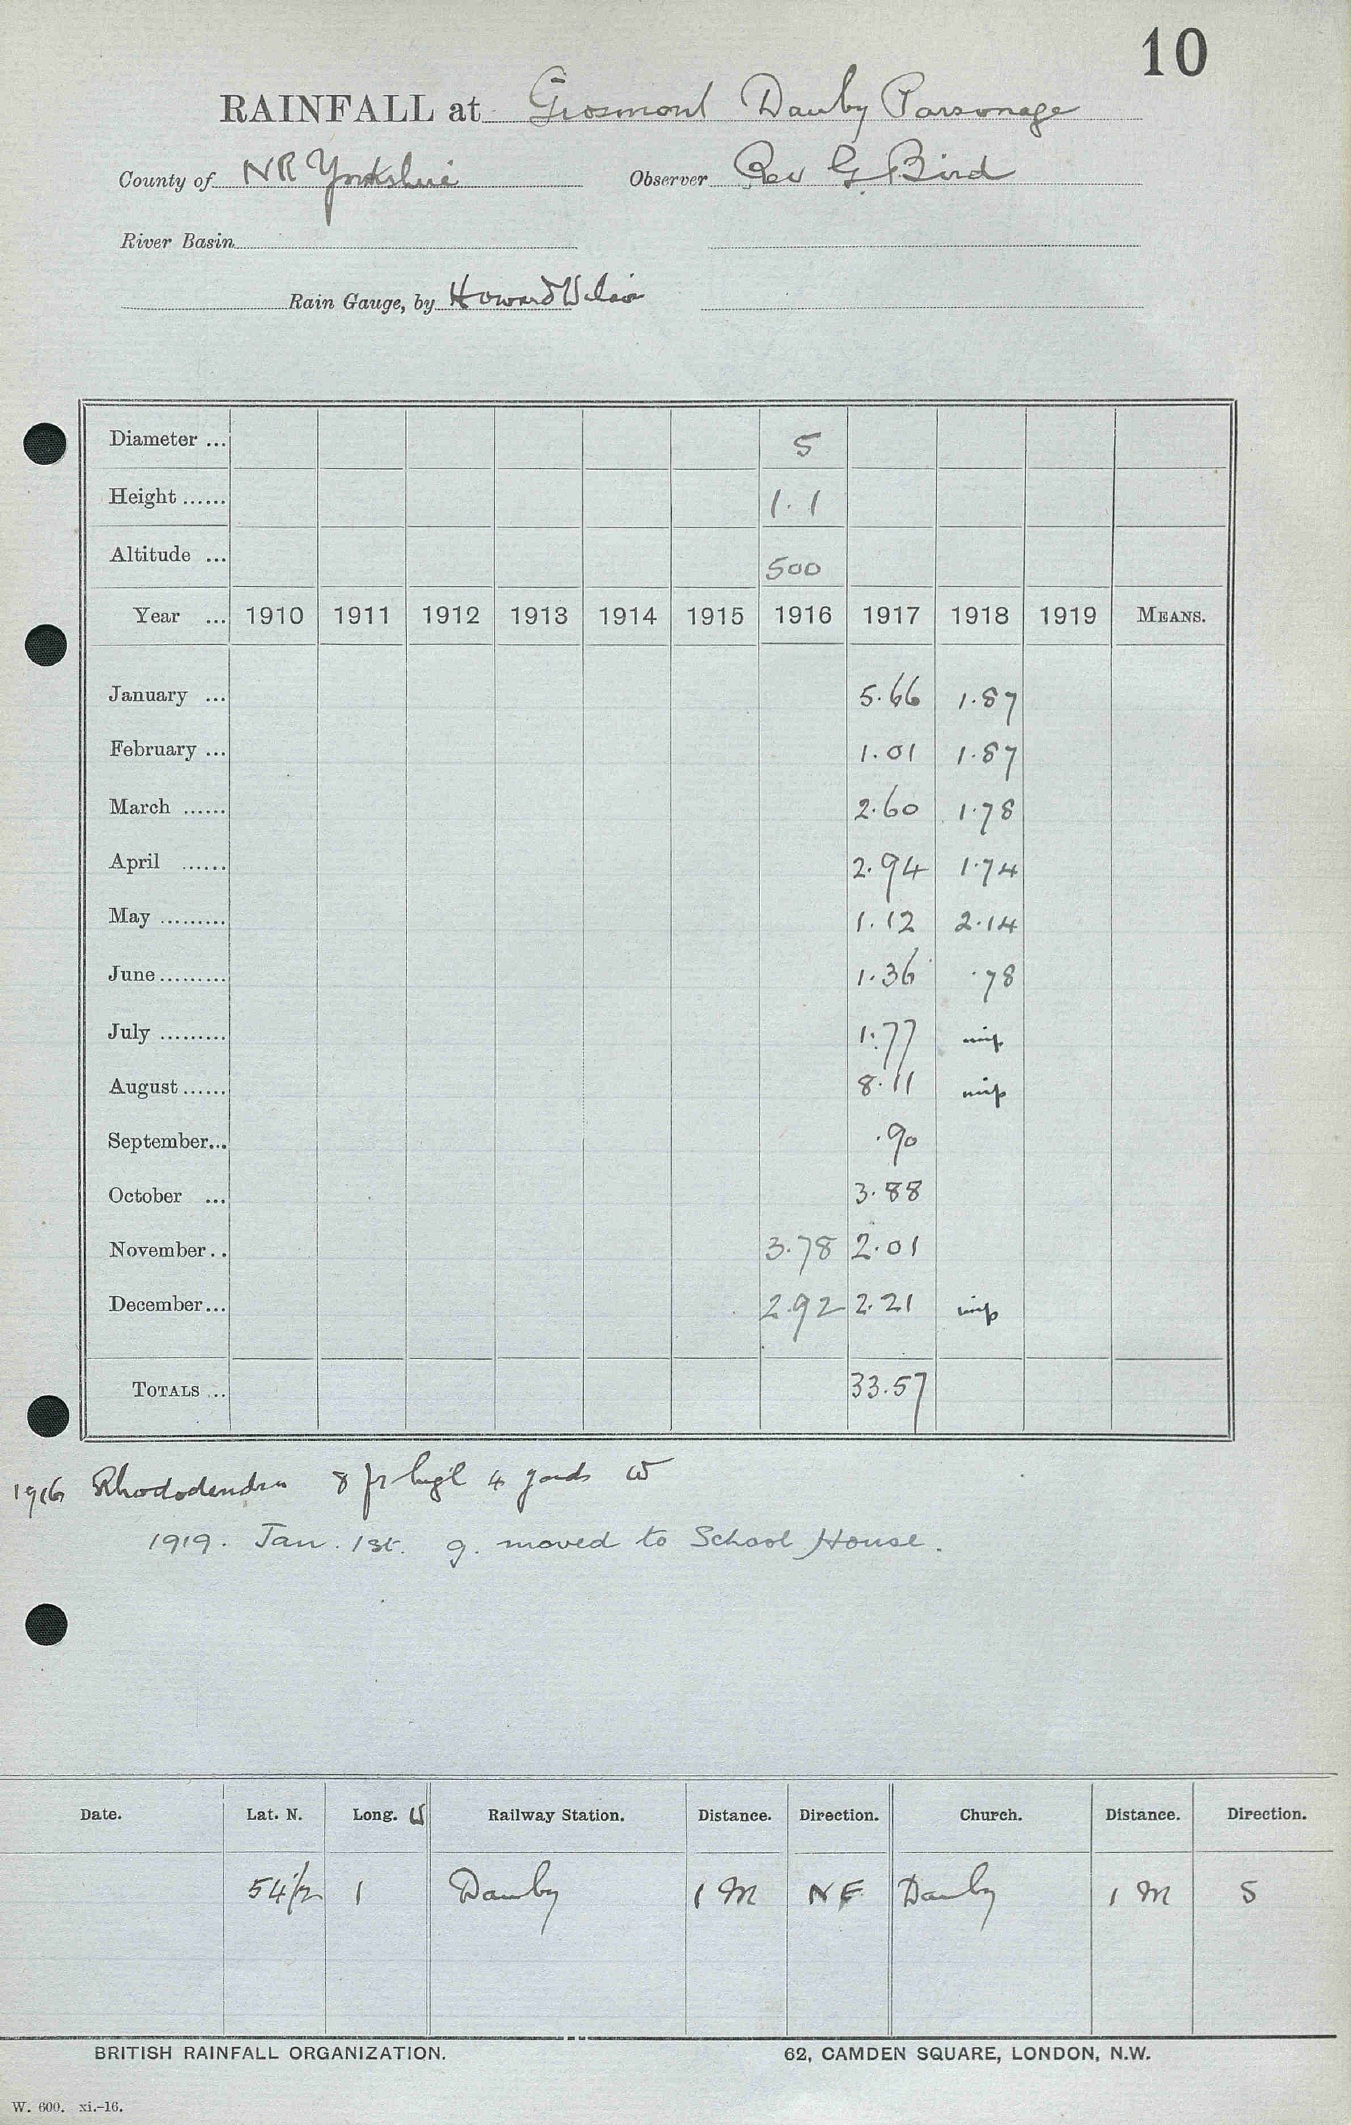 10
RAINFALL at Grosmont Danby Parsonage
County of NR Yorkshire Observer Rev G. Bird
River Basin
Rain Gauge, by Howard Wilson
Diameter ... 5
Height ...... 1.1
Altitude ... 500
Year ... 1910 1911 1912 1913 1914 1915 1916 1917 1918 1919 MEANS.
January ... 5.66 1.87
February ... 1.01 1.87
March ...... 2.60 1.78
April ...... 2.94 1.74
May ......... 1.12 2.14
June ......... 1.36 .78
July ......... 1.77 imp
August ...... 8.11 imp
September... .90
October ... 3.88
November.. 3.78 2.01
December... 2.92 2.21 imp
TOTALS ... 33.57
1916 Rhododendron 8 ft high 4 yards W
1919. Jan. 1st. g. moved to School House.
Date. Lat. N. Long. W Railway Station. Distance. Direction. Church. Distance. Direction.
54 1/2 1 Danby 1 M NE Danby 1 M S
BRITISH RAINFALL ORGANIZATION. 62, CAMDEN SQUARE, LONDON, N.W.
W. 600. xi.-16.